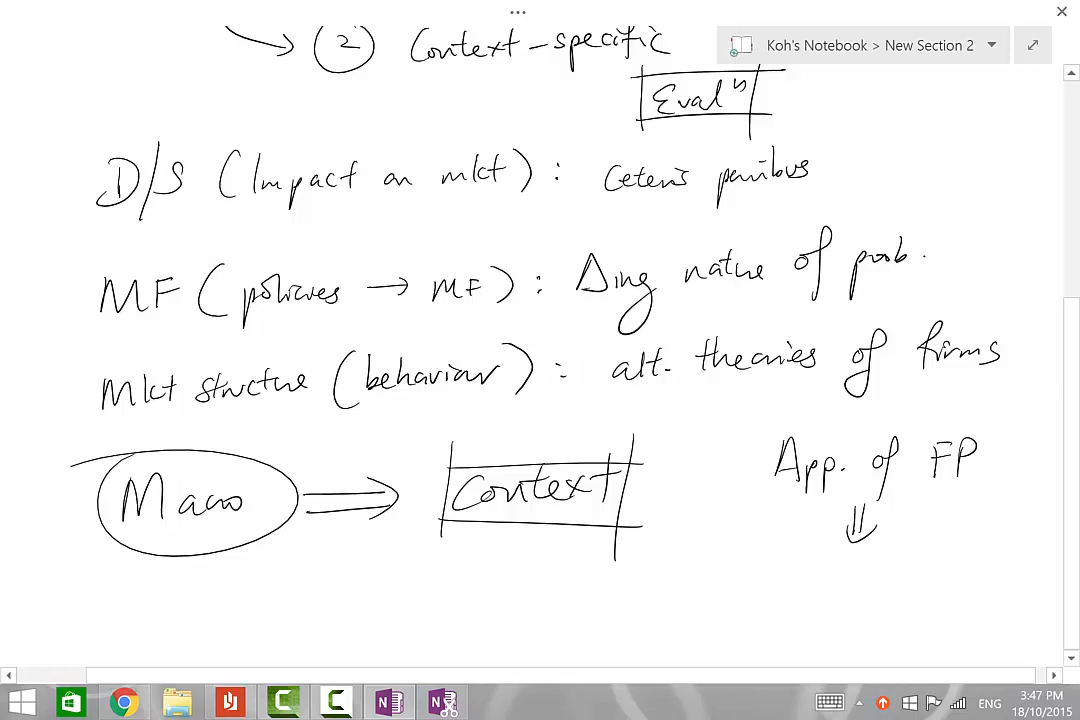 (2) Context-specific
Koh's Notebook > New Section 2
Evalⁿ
D/S (Impact on mkt) : ceteris paribus
MF (policies → MF) : Δing nature of prob.
Mkt structure (behaviour) : alt. theories of firms
Macro ⇒ Context
App. of FP
ENG
3:47 PM
18/10/2015